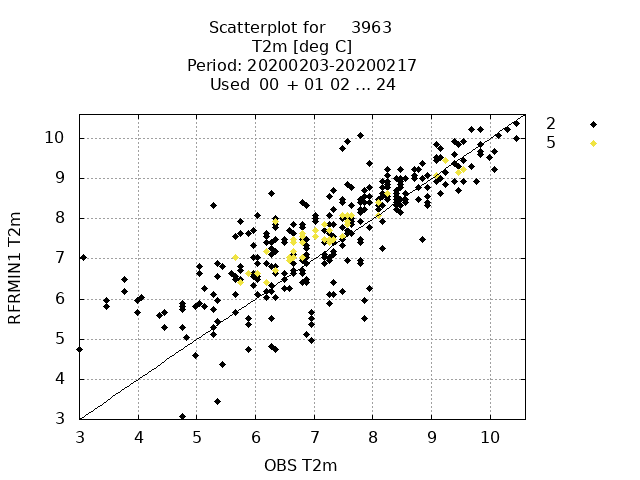 Scatterplot for 3963
T2m [deg C]
Period: 20200203-20200217
Used 00 + 01 02 ... 24
2
5
RFRMIN1 T2m
10
9
8
7
6
5
4
3
3 4 5 6 7 8 9 10
OBS T2m